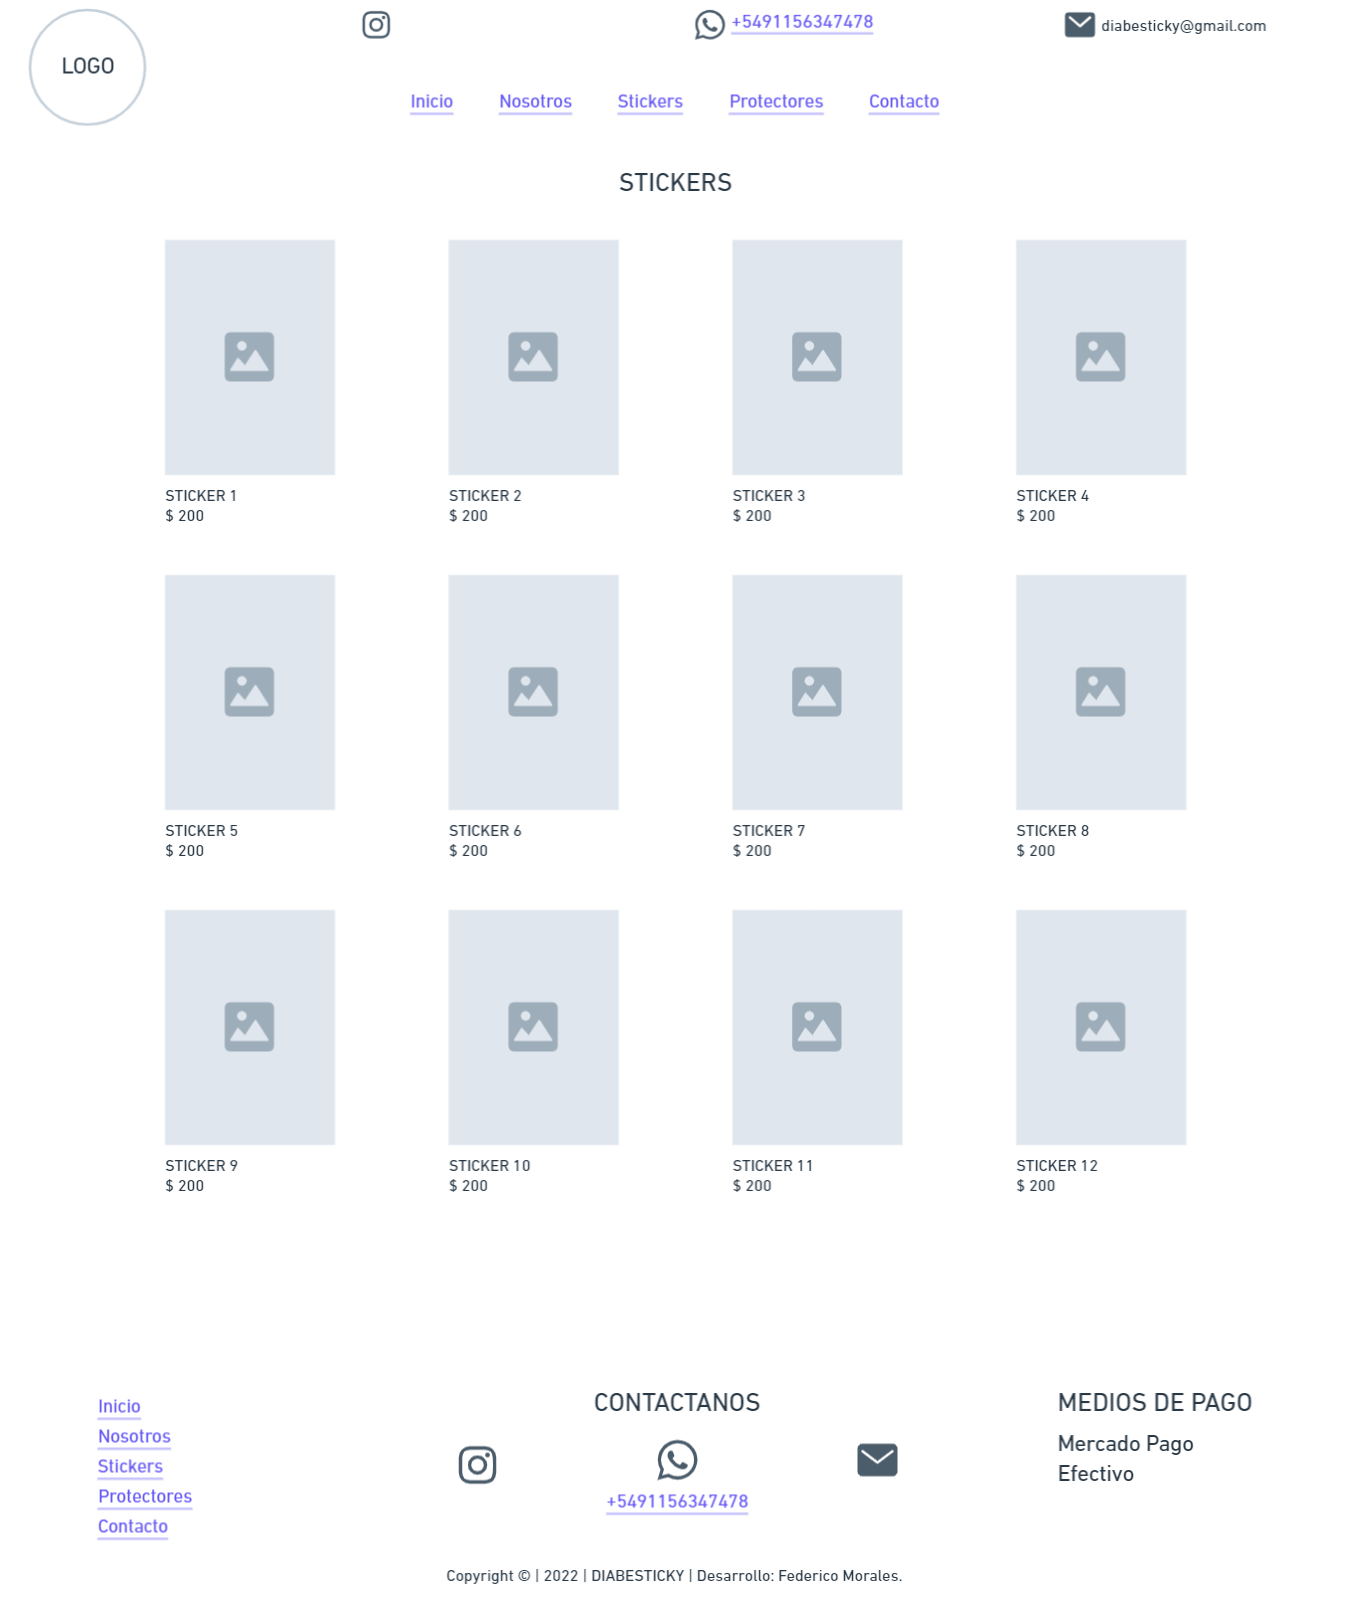 LOGO
+5491156347478
diabesticky@gmail.com
Inicio Nosotros Stickers Protectores Contacto
STICKERS
STICKER 1
$ 200
STICKER 2
$ 200
STICKER 3
$ 200
STICKER 4
$ 200
STICKER 5
$ 200
STICKER 6
$ 200
STICKER 7
$ 200
STICKER 8
$ 200
STICKER 9
$ 200
STICKER 10
$ 200
STICKER 11
$ 200
STICKER 12
$ 200
Inicio
Nosotros
Stickers
Protectores
Contacto
CONTACTANOS
+5491156347478
MEDIOS DE PAGO
Mercado Pago
Efectivo
Copyright © | 2022 | DIABESTICKY | Desarrollo: Federico Morales.